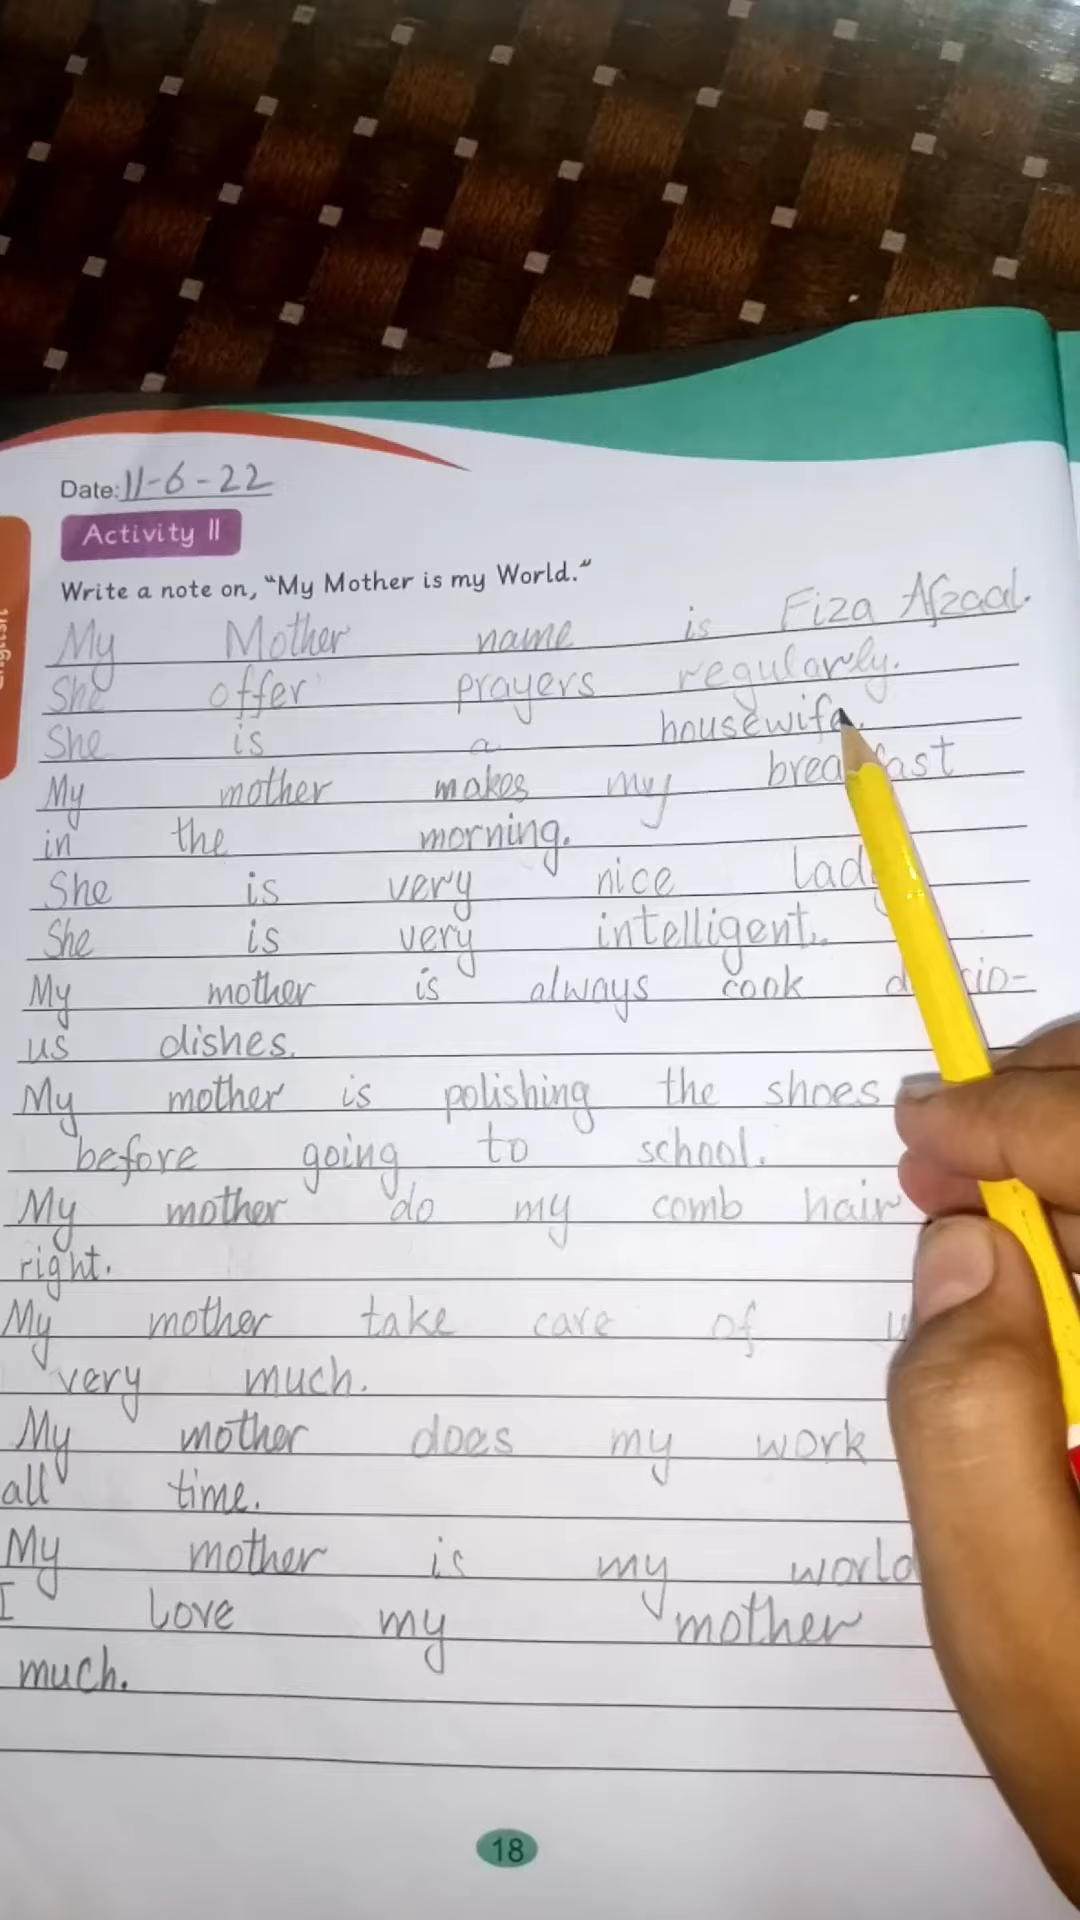 Date: 11-6-22
Activity II
English
Write a note on, "My Mother is my World."
My Mother name is Fiza Afzaal.
She offer prayers regularly.
She is a housewife.
My mother makes my breakfast
in the morning.
She is very nice
She is very intelligent.
My mother is always cook
us dishes.
My mother is polishing the shoes
before going to school.
My mother do my comb hair
right.
My mother take care of
very much.
My mother does my work
all time.
My mother is my world
I love my mother
much.
18